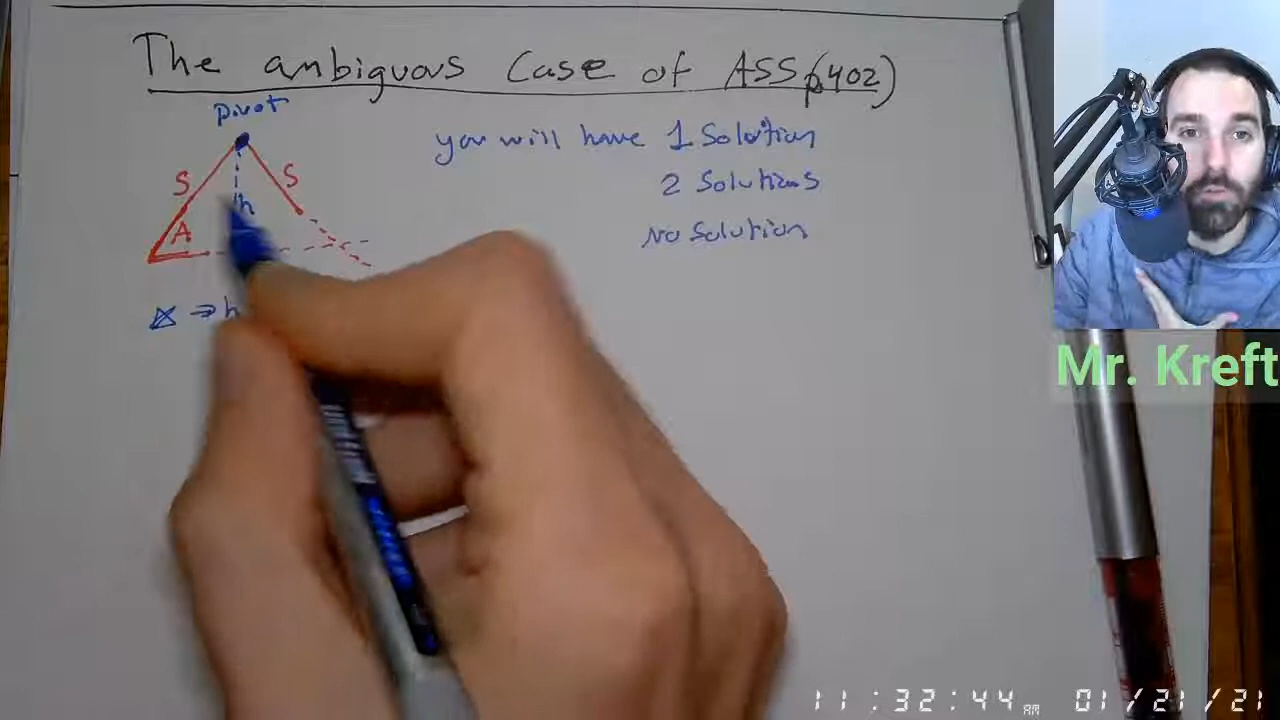 The ambiguous Case of ASS (p402)
pivot
you will have 1 Solution
2 Solutions
No Solution
S
S
h
A
⇒ h
Mr. Kreft
11:32:44 AM 01/21/21